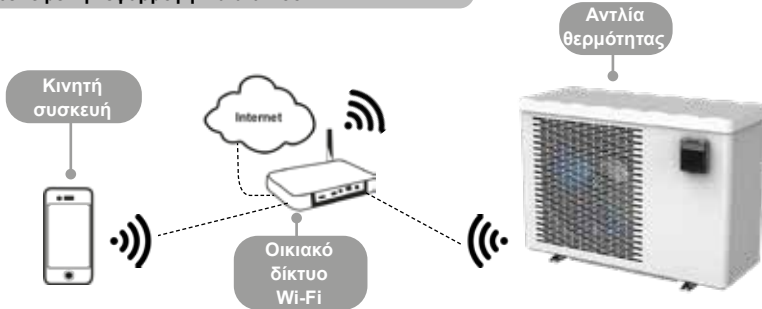 Αντλία
θερμότητας
Κινητή
συσκευή
Internet
Οικιακό
δίκτυο
Wi-Fi